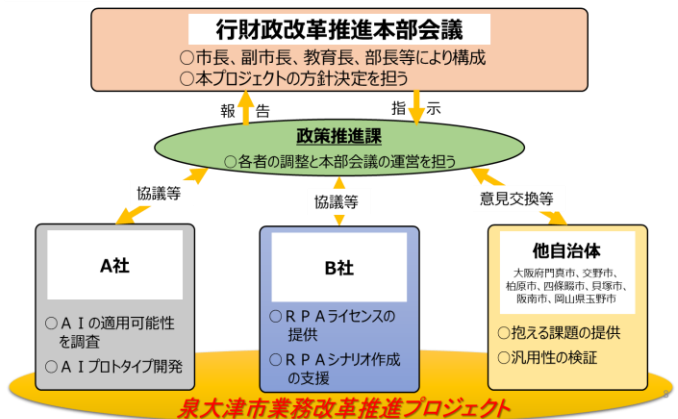 行財政改革推進本部会議
○市長、副市長、教育長、部長等により構成
○本プロジェクトの方針決定を担う
報告
指示
政策推進課
○各者の調整と本部会議の運営を担う
協議等
協議等
意見交換等
A社
○ＡＩの適用可能性
を調査
○ＡＩプロトタイプ開発
B社
○ＲＰＡライセンスの
提供
○ＲＰＡシナリオ作成
の支援
他自治体
大阪府門真市、交野市、
柏原市、四條畷市、貝塚市、
阪南市、岡山県玉野市
○抱える課題の提供
○汎用性の検証
泉大津市業務改革推進プロジェクト